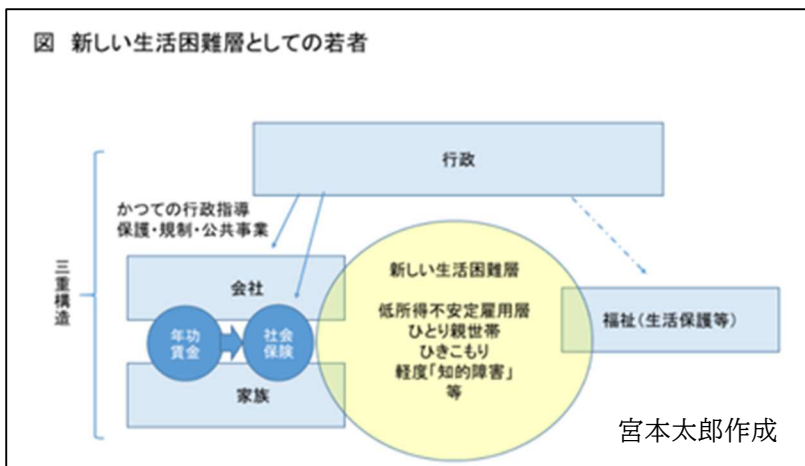 図 新しい生活困難層としての若者
行政
かつての行政指導
保護・規制・公共事業
三重構造
会社
年功
賃金
社会
保険
家族
新しい生活困難層
低所得不安定雇用層
ひとり親世帯
ひきこもり
軽度「知的障害」
等
福祉(生活保護等)
宮本太郎作成